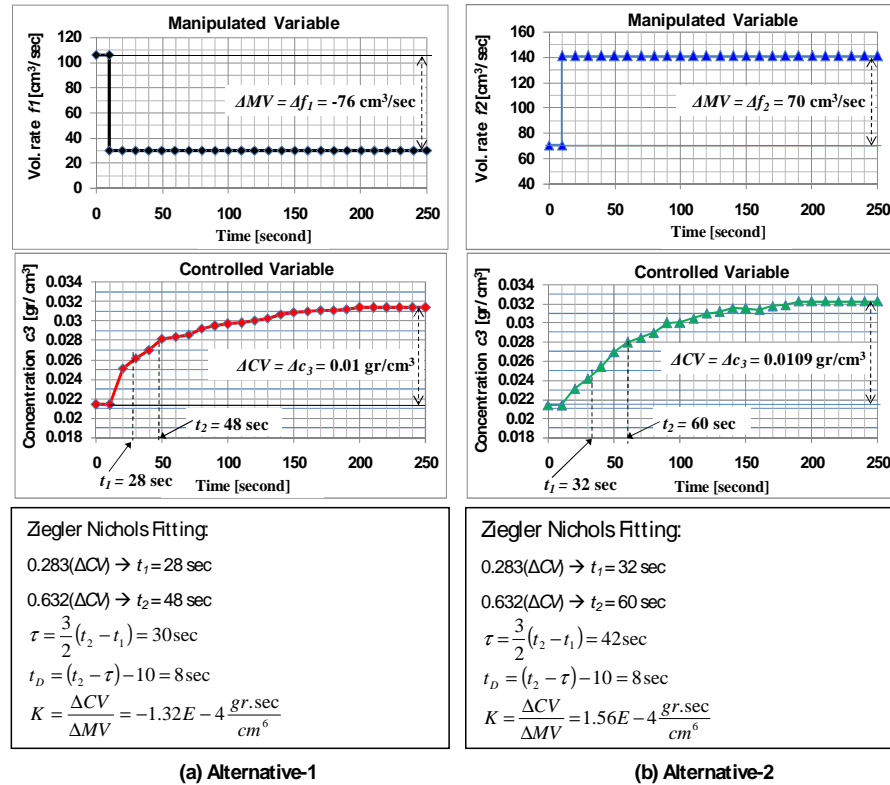 Manipulated Variable
Vol. rate f1 [cm³/sec]
120
100
80
60
40
20
0
ΔMV = Δf₁ = -76 cm³/sec
0 50 100 150 200 250
Time [second]
Controlled Variable
Concentration c3 [gr/cm³]
0.034
0.032
0.03
0.028
0.026
0.024
0.022
0.02
0.018
ΔCV = Δc₃ = 0.01 gr/cm³
t₂ = 48 sec
0 50 100 150 200 250
t₁ = 28 sec
Time [second]
Ziegler Nichols Fitting:
0.283(ΔCV) → t₁ = 28 sec
0.632(ΔCV) → t₂ = 48 sec
τ = 3/2 (t₂ − t₁) = 30 sec
t_D = (t₂ − τ) − 10 = 8 sec
K = ΔCV/ΔMV = −1.32E − 4 gr.sec/cm⁶
(a) Alternative-1
Manipulated Variable
Vol. rate f2 [cm³/sec]
160
140
120
100
80
60
40
ΔMV = Δf₂ = 70 cm³/sec
0 50 100 150 200 250
Time [second]
Controlled Variable
Concentration c3 [gr/cm³]
0.034
0.032
0.03
0.028
0.026
0.024
0.022
0.02
0.018
ΔCV = Δc₃ = 0.0109 gr/cm³
t₂ = 60 sec
0 50 100 150 200 250
t₁ = 32 sec
Time [second]
Ziegler Nichols Fitting:
0.283(ΔCV) → t₁ = 32 sec
0.632(ΔCV) → t₂ = 60 sec
τ = 3/2 (t₂ − t₁) = 42 sec
t_D = (t₂ − τ) − 10 = 8 sec
K = ΔCV/ΔMV = 1.56E − 4 gr.sec/cm⁶
(b) Alternative-2